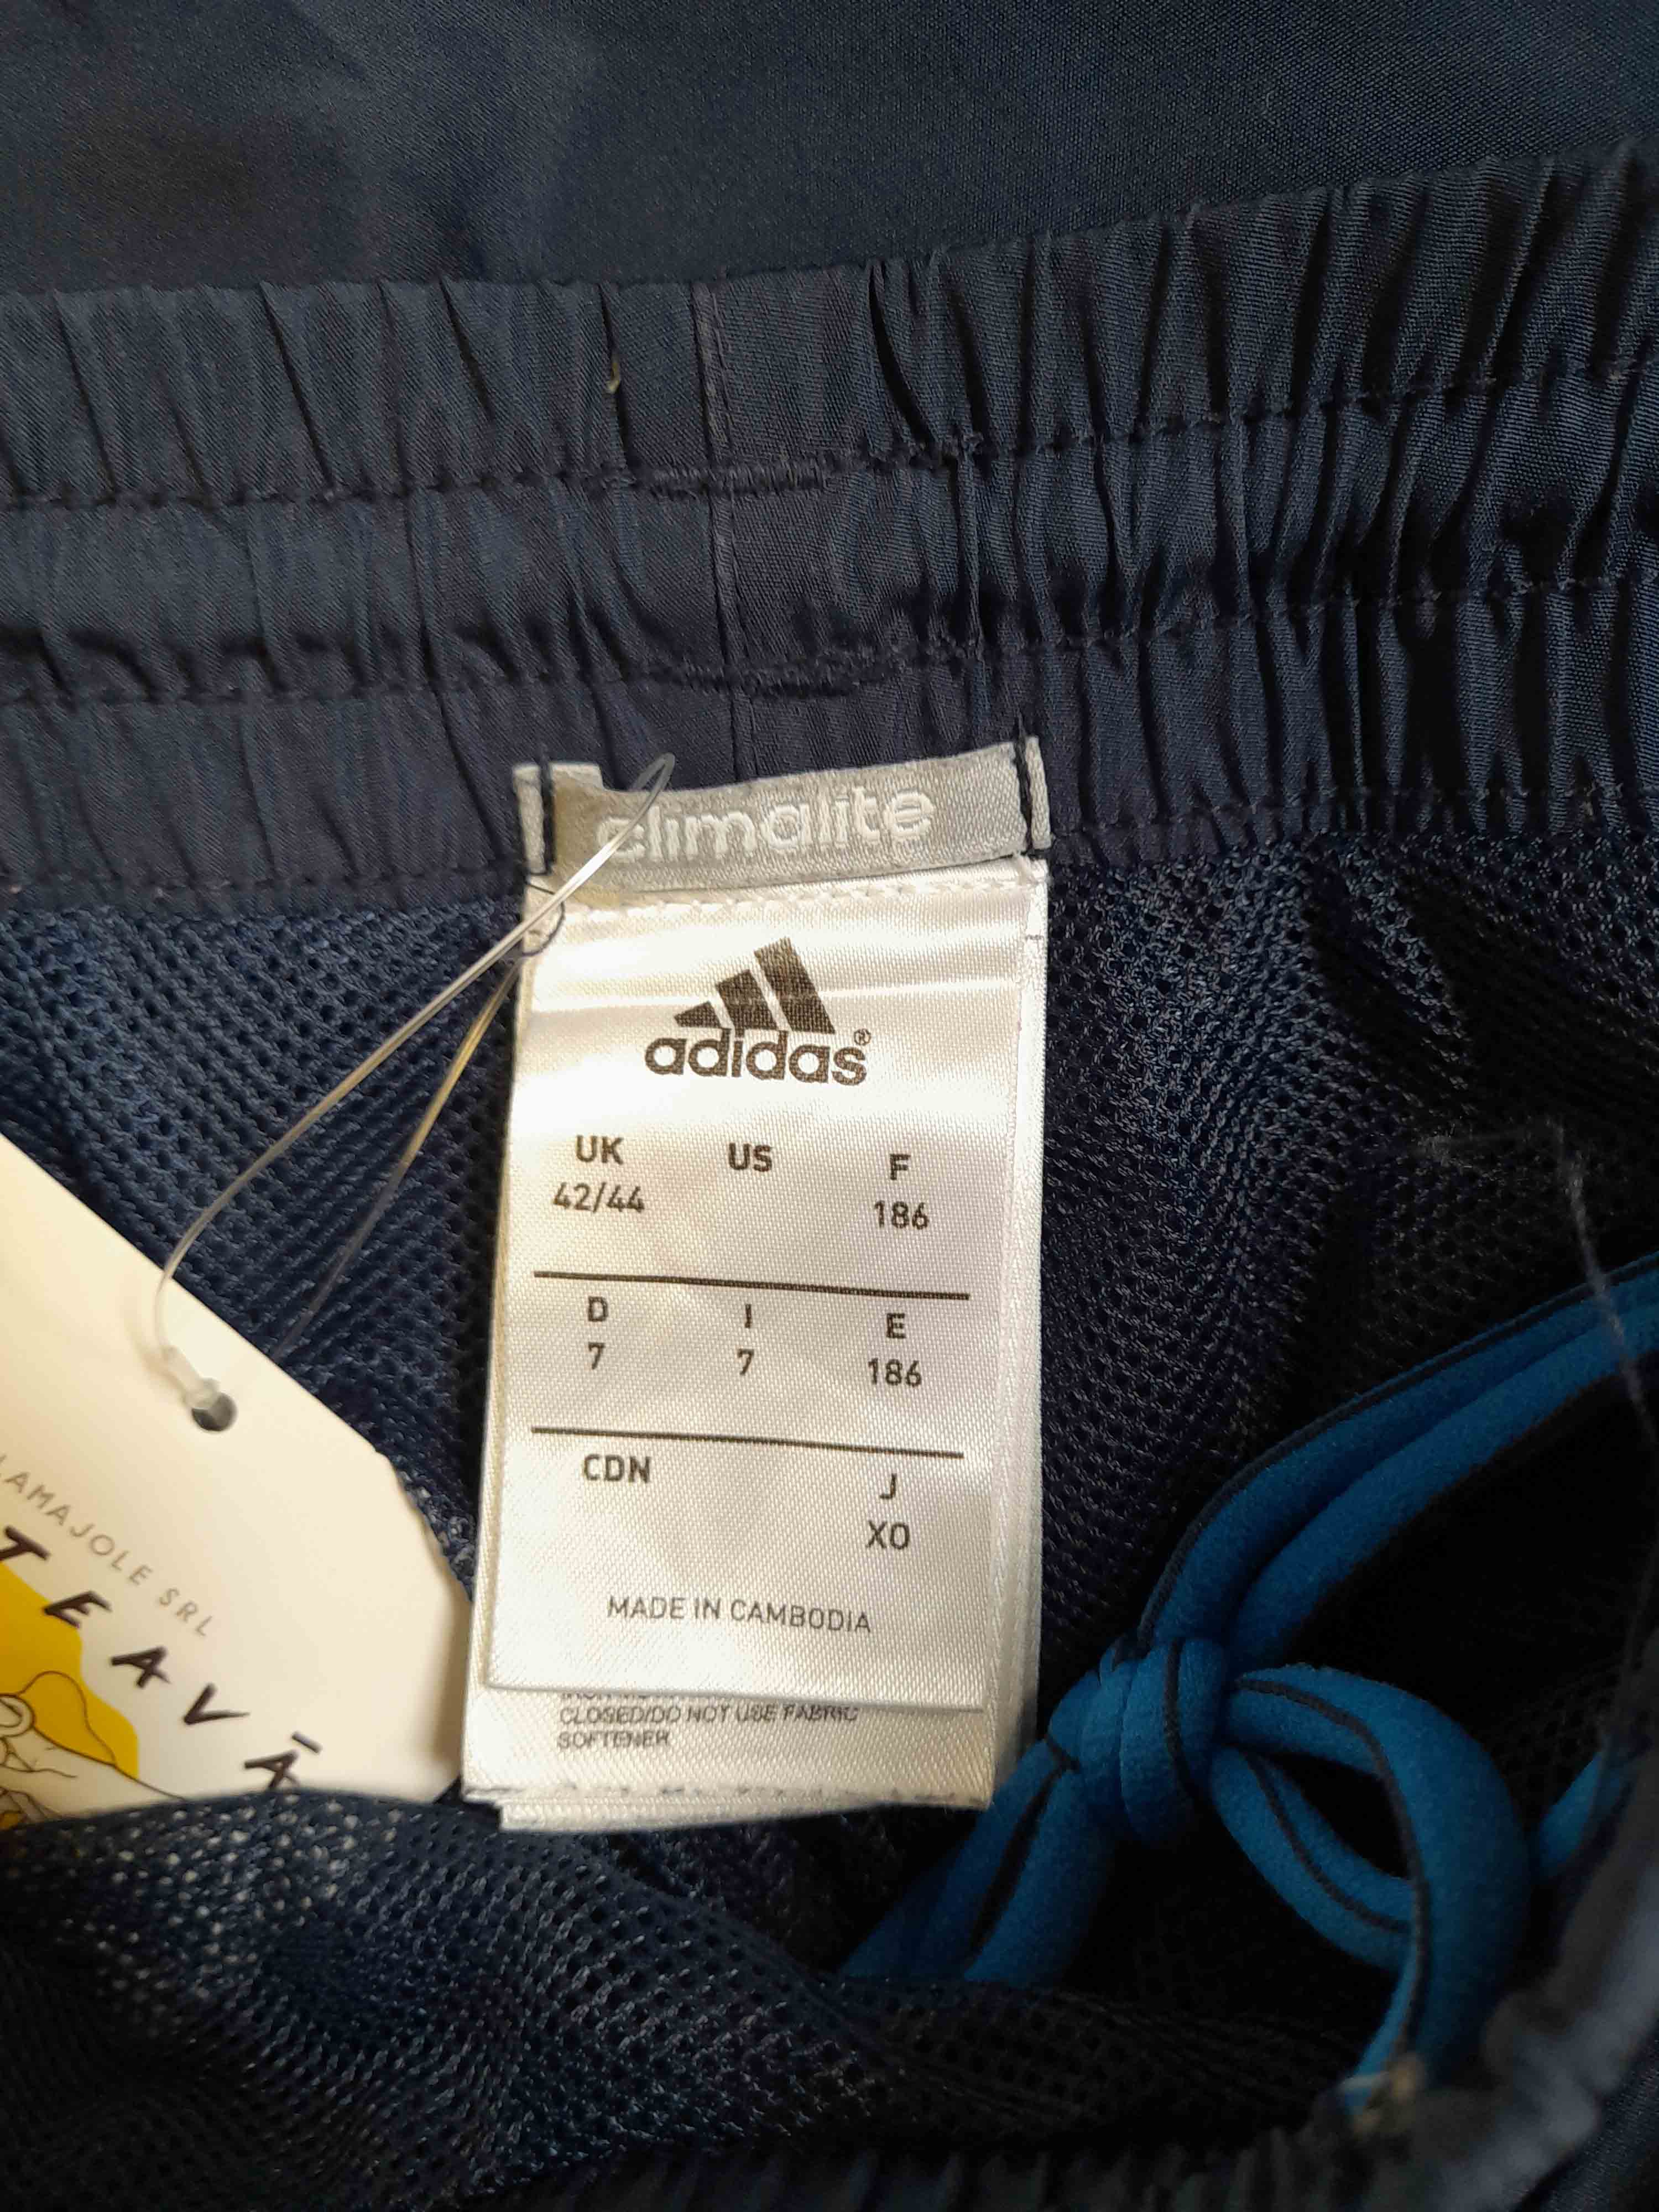 climalite
adidas®
UK US F
42/44 186
D I E
7 7 186
CDN J
XO
MADE IN CAMBODIA
CLOSED/DO NOT USE FABRIC
SOFTENER
LAMAJOLE SRL
TEAVĂ